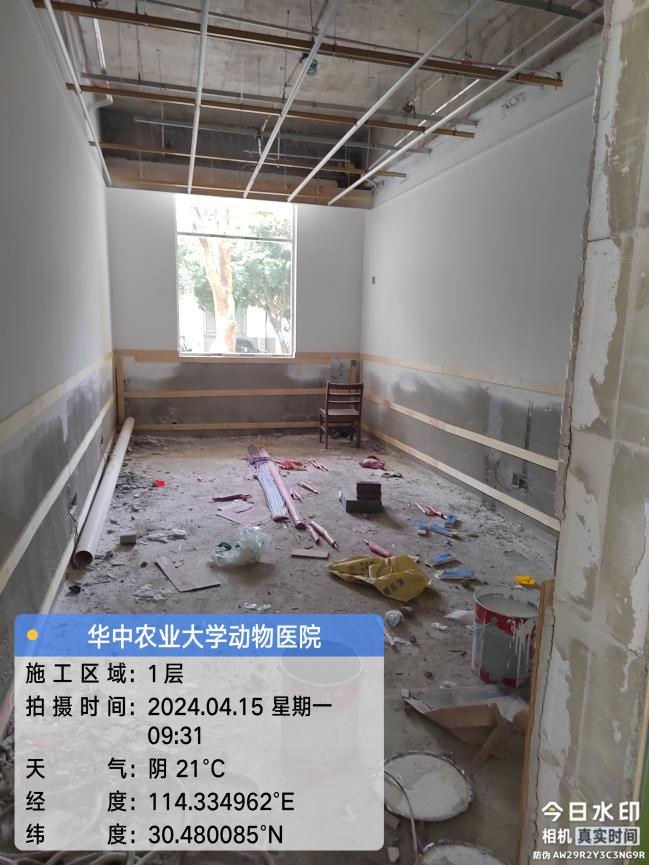 华中农业大学动物医院
施工区域：1层
拍摄时间：2024.04.15 星期一
09:31
天气：阴 21℃
经度：114.334962°E
纬度：30.480085°N
今日水印
相机 真实时间
防伪 AW29R2Y3C3NG9R